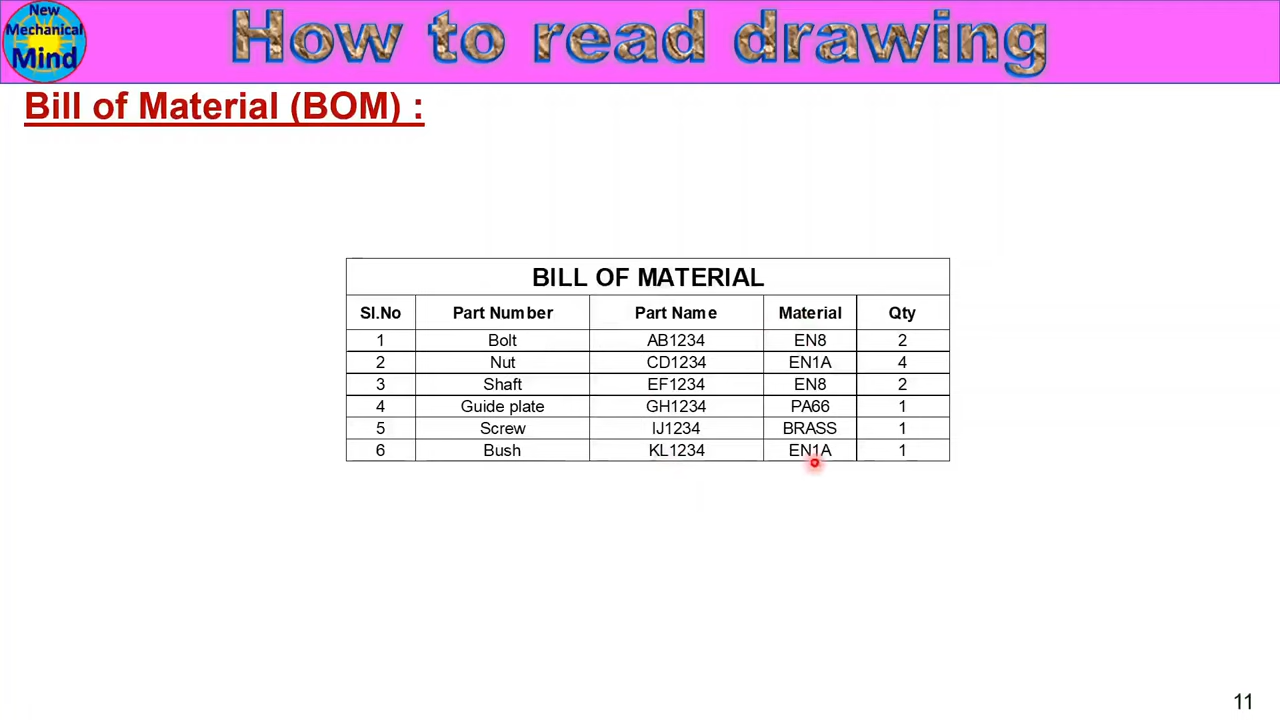 New
Mechanical
Mind
How to read drawing
Bill of Material (BOM) :
BILL OF MATERIAL
Sl.No Part Number Part Name Material Qty
1 Bolt AB1234 EN8 2
2 Nut CD1234 EN1A 4
3 Shaft EF1234 EN8 2
4 Guide plate GH1234 PA66 1
5 Screw IJ1234 BRASS 1
6 Bush KL1234 EN1A 1
11